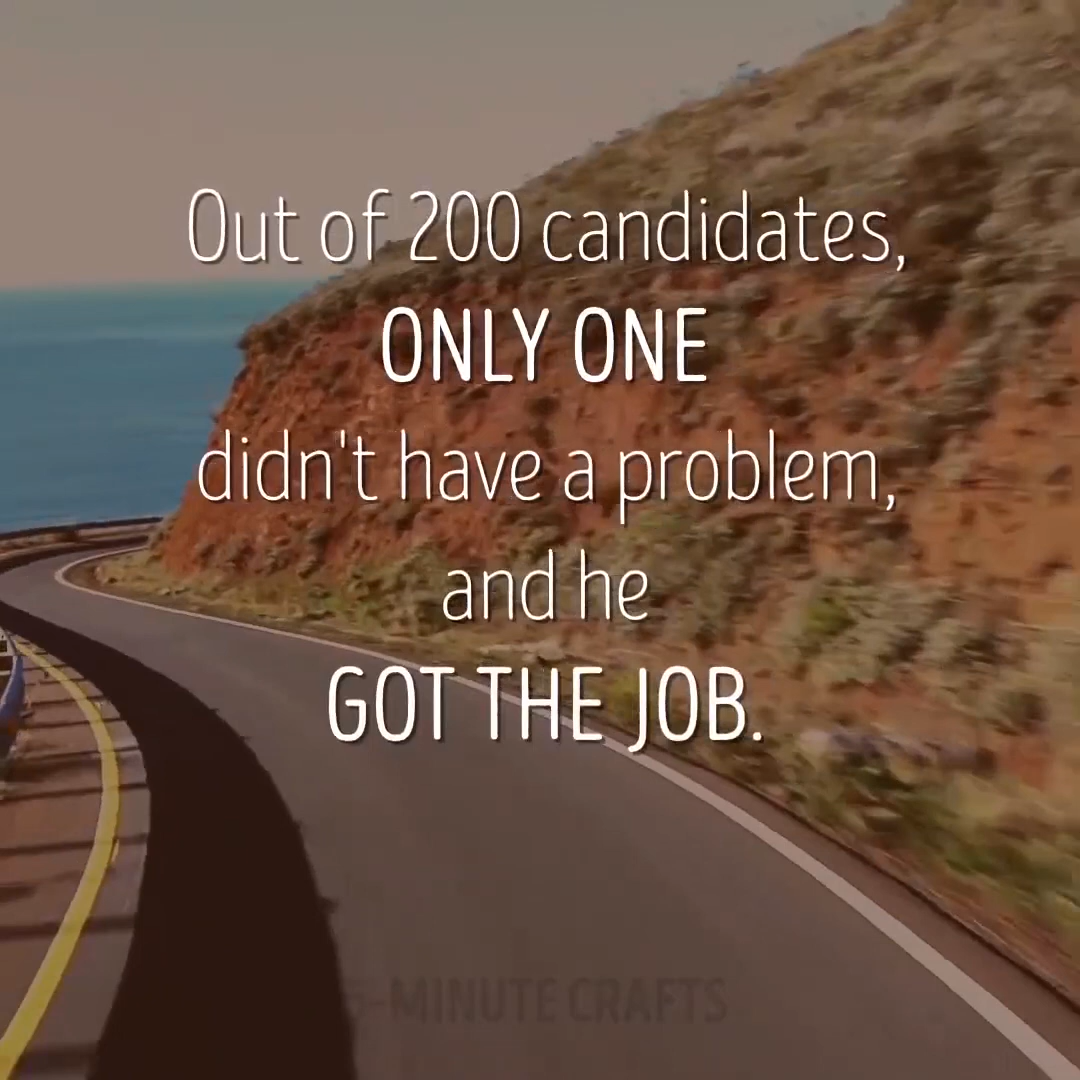 Out of 200 candidates,
ONLY ONE
didn't have a problem,
and he
GOT THE JOB.
5-MINUTE CRAFTS